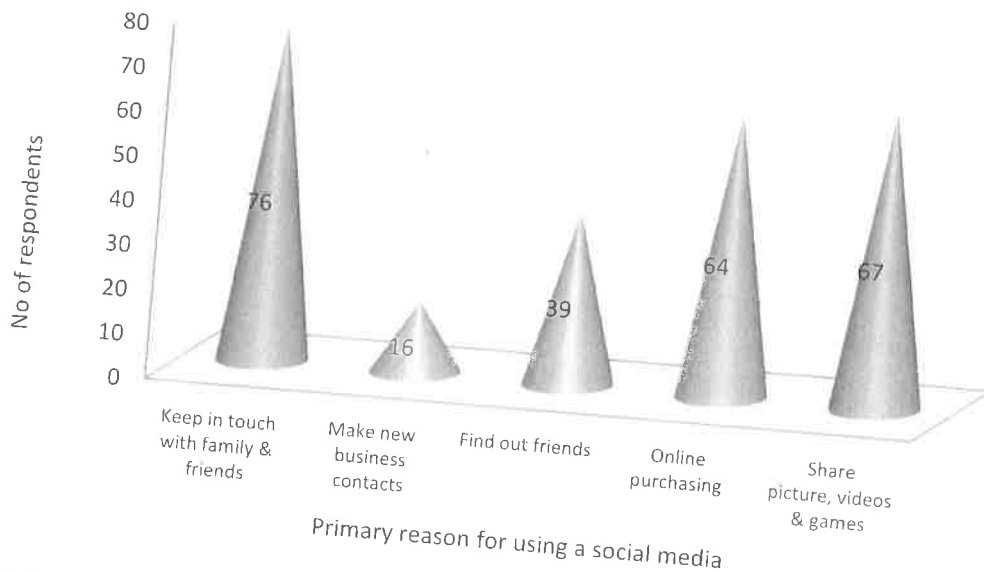 80
70
60
50
40
30
20
10
0
No of respondents
76
16
39
64
67
Keep in touch
with family &
friends
Make new
business
contacts
Find out friends
Online
purchasing
Share
picture, videos
& games
Primary reason for using a social media